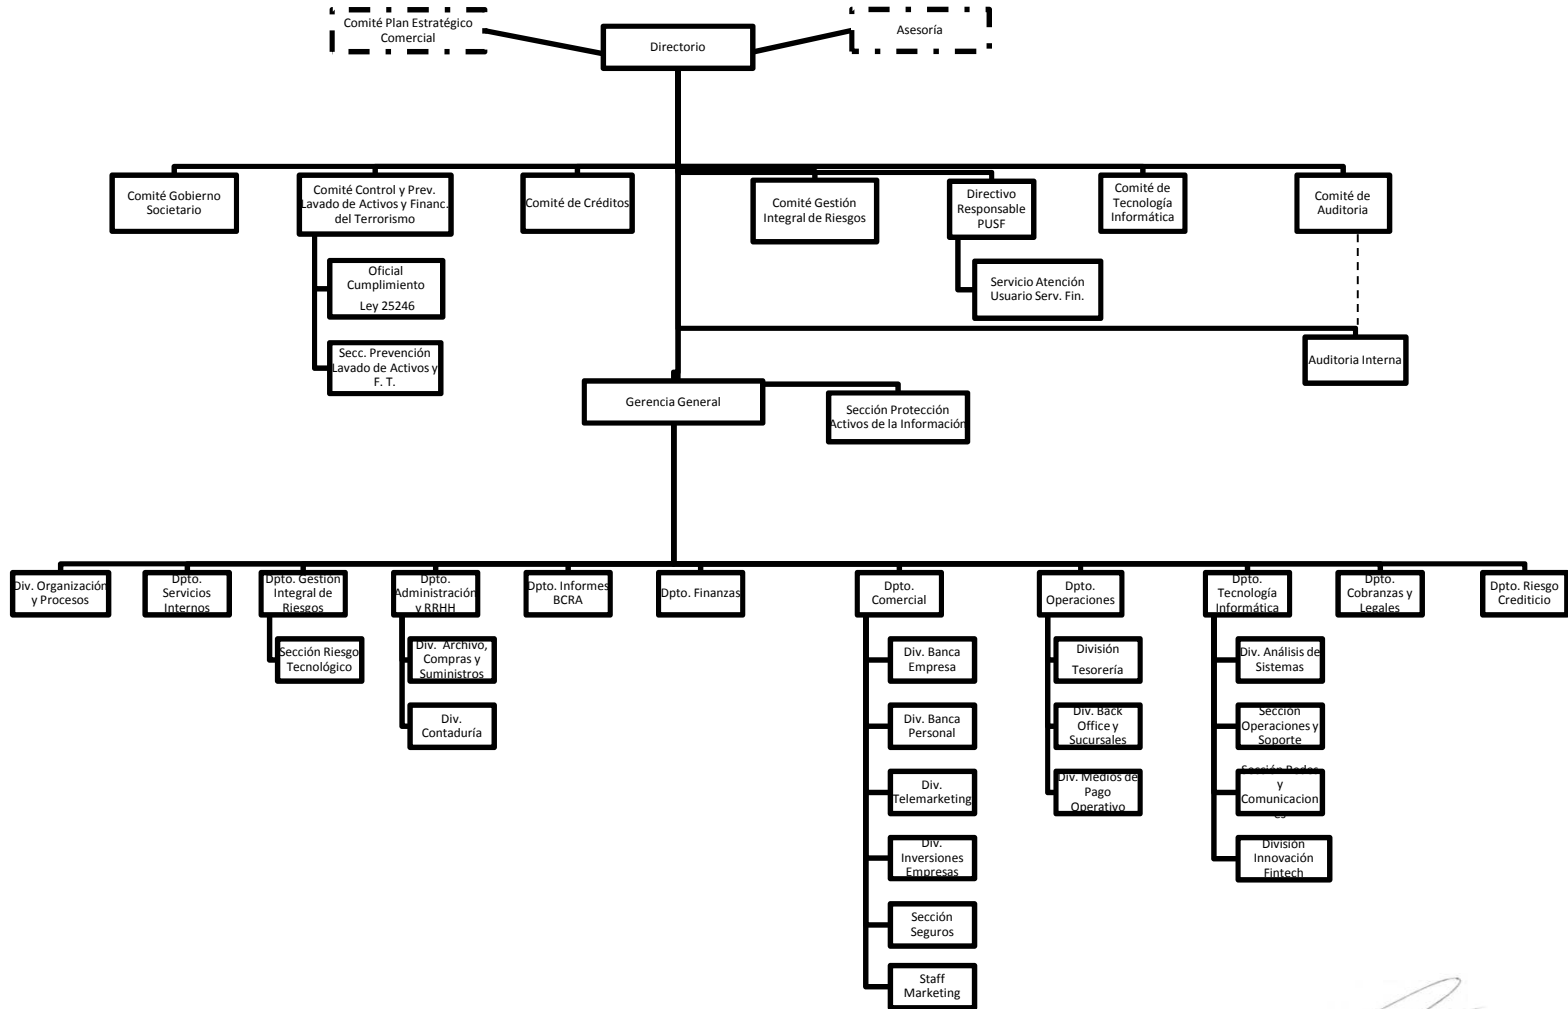 Comité Plan Estratégico
Comercial
Asesoría
Directorio
Comité Gobierno
Societario
Comité Control y Prev.
Lavado de Activos y Financ.
del Terrorismo
Comité de Créditos
Comité Gestión
Integral de Riesgos
Directivo
Responsable
PUSF
Comité de
Tecnología
Informática
Comité de
Auditoria
Oficial
Cumplimiento
Ley 25246
Servicio Atención
Usuario Serv. Fin.
Secc. Prevención
Lavado de Activos y
F. T.
Auditoria Interna
Gerencia General
Sección Protección
Activos de la Información
Div. Organización
y Procesos
Dpto.
Servicios
Internos
Dpto. Gestión
Integral de
Riesgos
Dpto.
Administración
y RRHH
Dpto. Informes
BCRA
Dpto. Finanzas
Dpto.
Comercial
Dpto.
Operaciones
Dpto.
Tecnología
Informática
Dpto.
Cobranzas y
Legales
Dpto. Riesgo
Crediticio
Sección Riesgo
Tecnológico
Div. Archivo,
Compras y
Suministros
Div.
Contaduría
Div. Banca
Empresa
Div. Banca
Personal
Div.
Telemarketing
Div.
Inversiones
Empresas
Sección
Seguros
Staff
Marketing
División
Tesorería
Div. Back
Office y
Sucursales
Div. Medios de
Pago
Operativo
Div. Análisis de
Sistemas
Sección
Operaciones y
Soporte
Sección Redes
y
Comunicacion
es
División
Innovación
Fintech